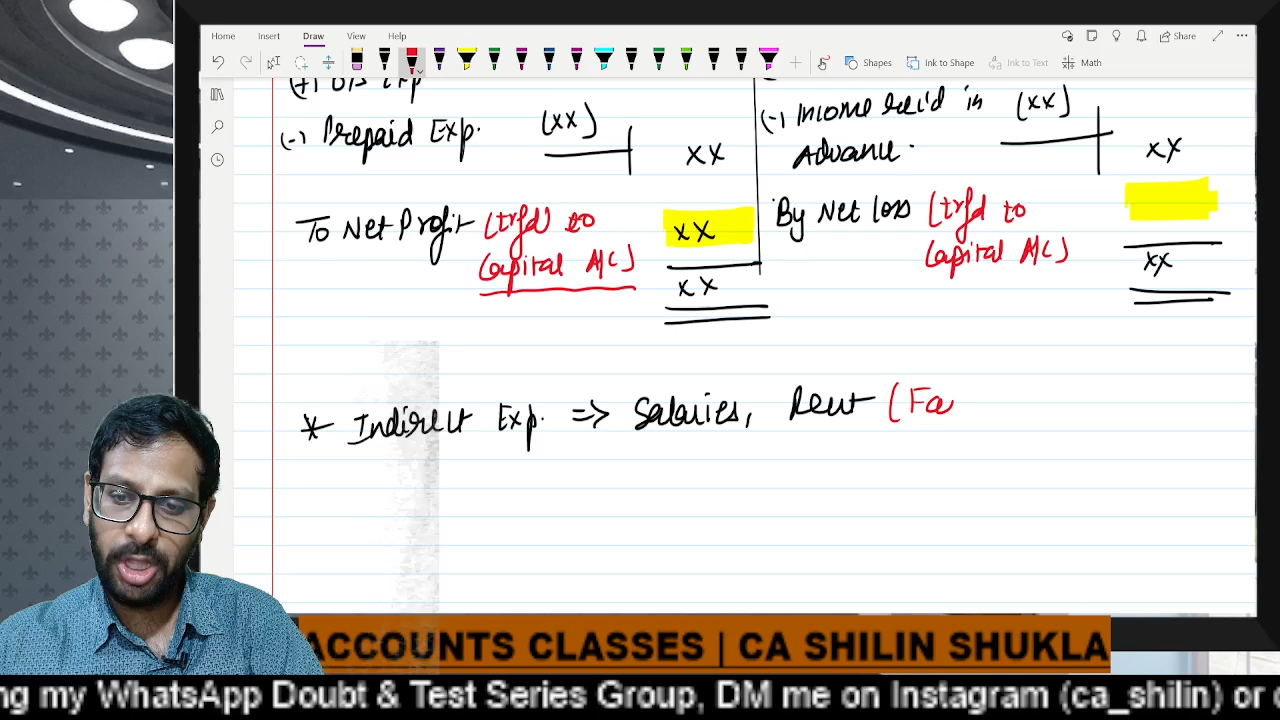 Home Insert Draw View Help
Share
Shapes Ink to Shape Ink to Text Math
(-) Prepaid Exp. (xx)
xx
(-) Income rec'd in (xx)
Advance.
xx
To Net Profit (trfd to
Capital A/c)
xx
xx
By Net loss (trfd to
Capital A/c)
xx
* Indirect Exp. => Salaries, Rent (Fa
ACCOUNTS CLASSES | CA SHILIN SHUKLA
ng my WhatsApp Doubt & Test Series Group, DM me on Instagram (ca_shilin) or